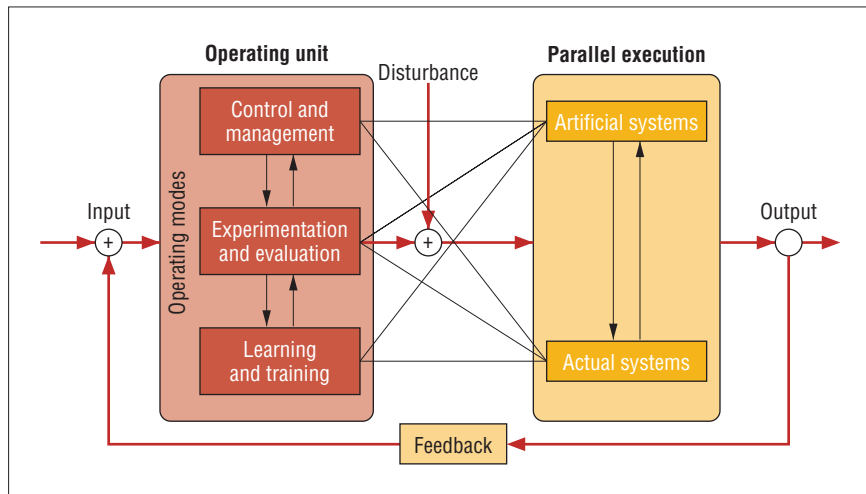 Operating unit
Parallel execution
Disturbance
Control and
management
Artificial systems
Input
Operating modes
Experimentation
and evaluation
Output
+
+
Learning
and training
Actual systems
Feedback